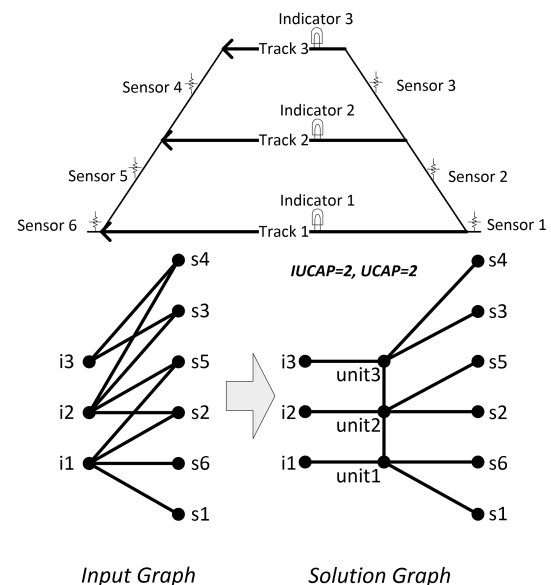 Indicator 3
Track 3
Sensor 4
Sensor 3
Indicator 2
Track 2
Sensor 5
Sensor 2
Indicator 1
Sensor 6
Track 1
Sensor 1
IUCAP=2, UCAP=2
s4
s3
i3
s5
i2
s2
i1
s6
s1
s4
s3
i3
unit3
s5
i2
unit2
s2
i1
unit1
s6
s1
Input Graph
Solution Graph